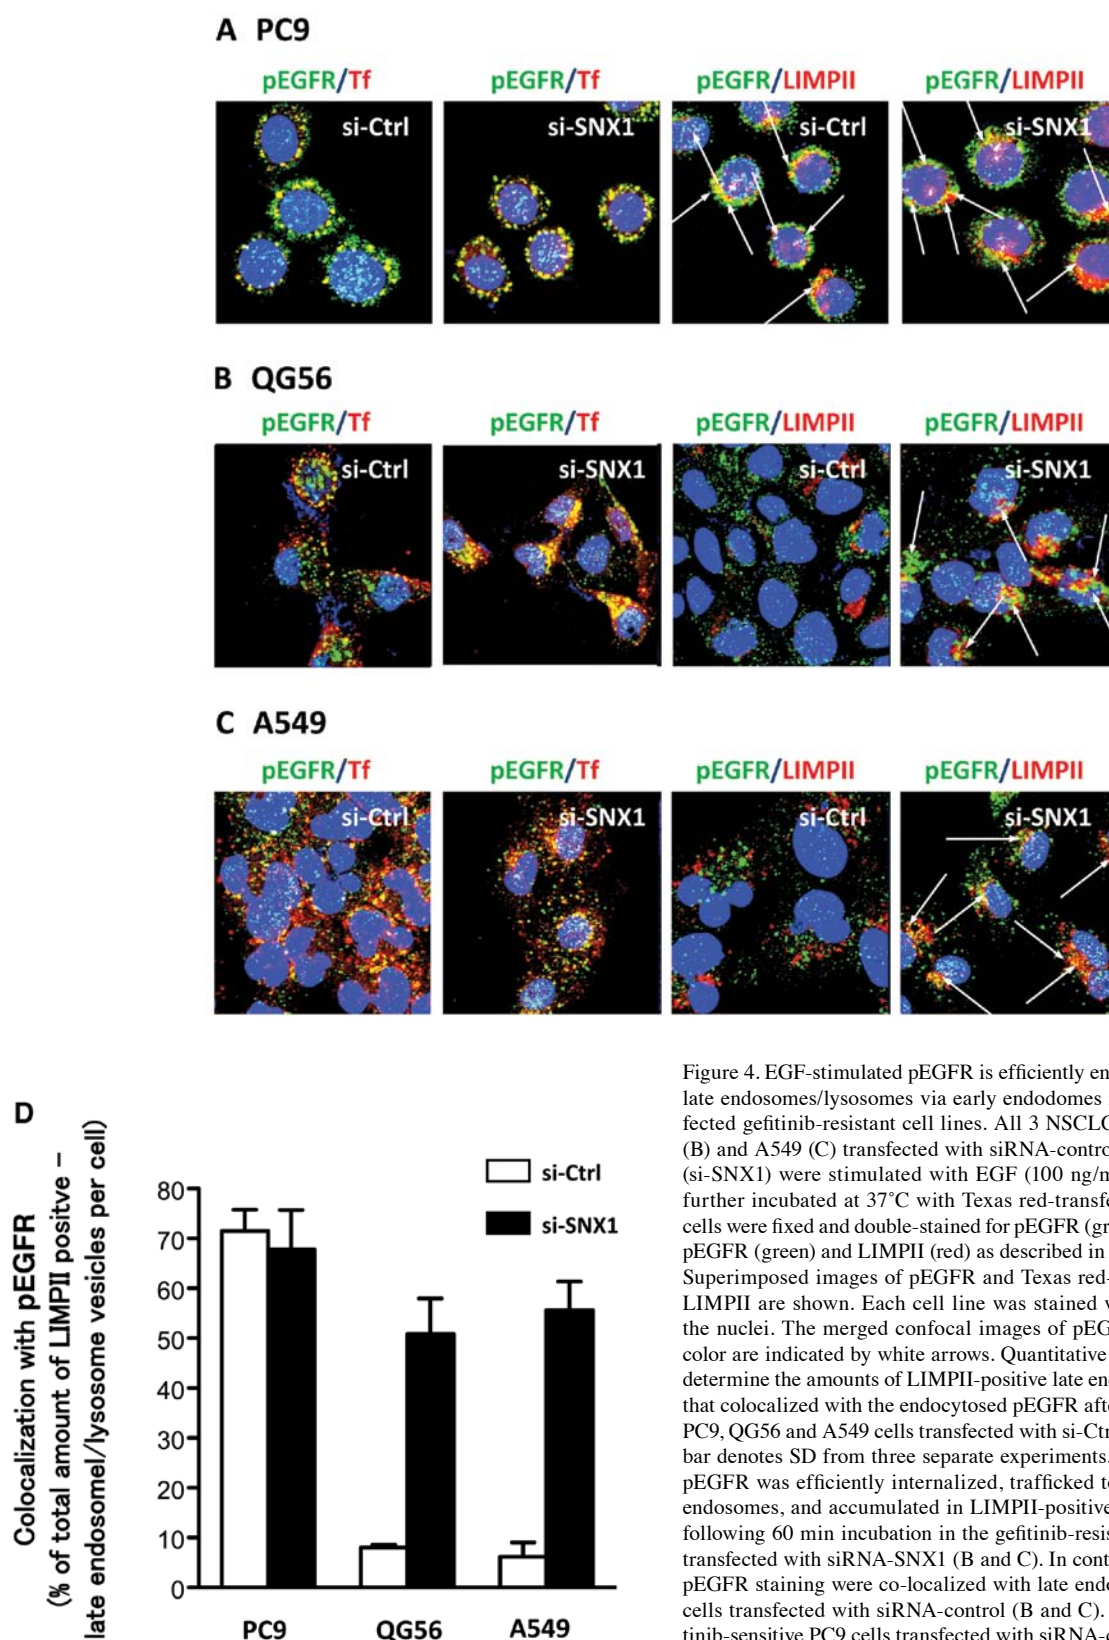 A PC9
pEGFR/Tf pEGFR/Tf pEGFR/LIMPII pEGFR/LIMPII
si-Ctrl si-SNX1 si-Ctrl si-SNX1
B QG56
pEGFR/Tf pEGFR/Tf pEGFR/LIMPII pEGFR/LIMPII
si-Ctrl si-SNX1 si-Ctrl si-SNX1
C A549
pEGFR/Tf pEGFR/Tf pEGFR/LIMPII pEGFR/LIMPII
si-Ctrl si-SNX1 si-Ctrl si-SNX1
D
Colocalization with pEGFR
(% of total amount of LIMPII positve –
late endosomel/lysosome vesicles per cell)
si-Ctrl
si-SNX1
80
70
60
50
40
30
20
10
0
PC9 QG56 A549
Figure 4. EGF-stimulated pEGFR is efficiently en
late endosomes/lysosomes via early endodomes
fected gefitinib-resistant cell lines. All 3 NSCLC
(B) and A549 (C) transfected with siRNA-control
(si-SNX1) were stimulated with EGF (100 ng/m
further incubated at 37˚C with Texas red-transfe
cells were fixed and double-stained for pEGFR (gr
pEGFR (green) and LIMPII (red) as described in
Superimposed images of pEGFR and Texas red-
LIMPII are shown. Each cell line was stained w
the nuclei. The merged confocal images of pEG
color are indicated by white arrows. Quantitative
determine the amounts of LIMPII-positive late en
that colocalized with the endocytosed pEGFR afte
PC9, QG56 and A549 cells transfected with si-Ctr
bar denotes SD from three separate experiments.
pEGFR was efficiently internalized, trafficked to
endosomes, and accumulated in LIMPII-positive
following 60 min incubation in the gefitinib-resis
transfected with siRNA-SNX1 (B and C). In cont
pEGFR staining were co-localized with late endo
cells transfected with siRNA-control (B and C).
tinib-sensitive PC9 cells transfected with siRNA-c